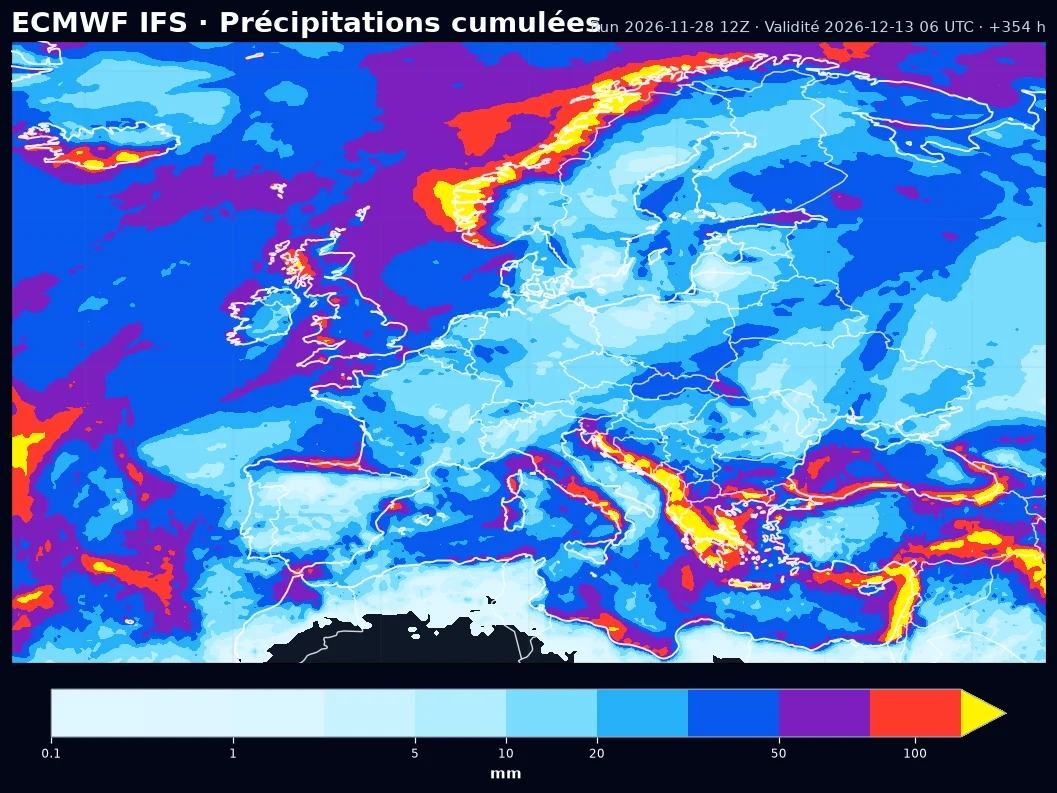 ECMWF IFS · Précipitations cumulées
Run 2026-11-28 12Z · Validité 2026-12-13 06 UTC · +354 h
0.1 1 5 10 20 50 100
mm